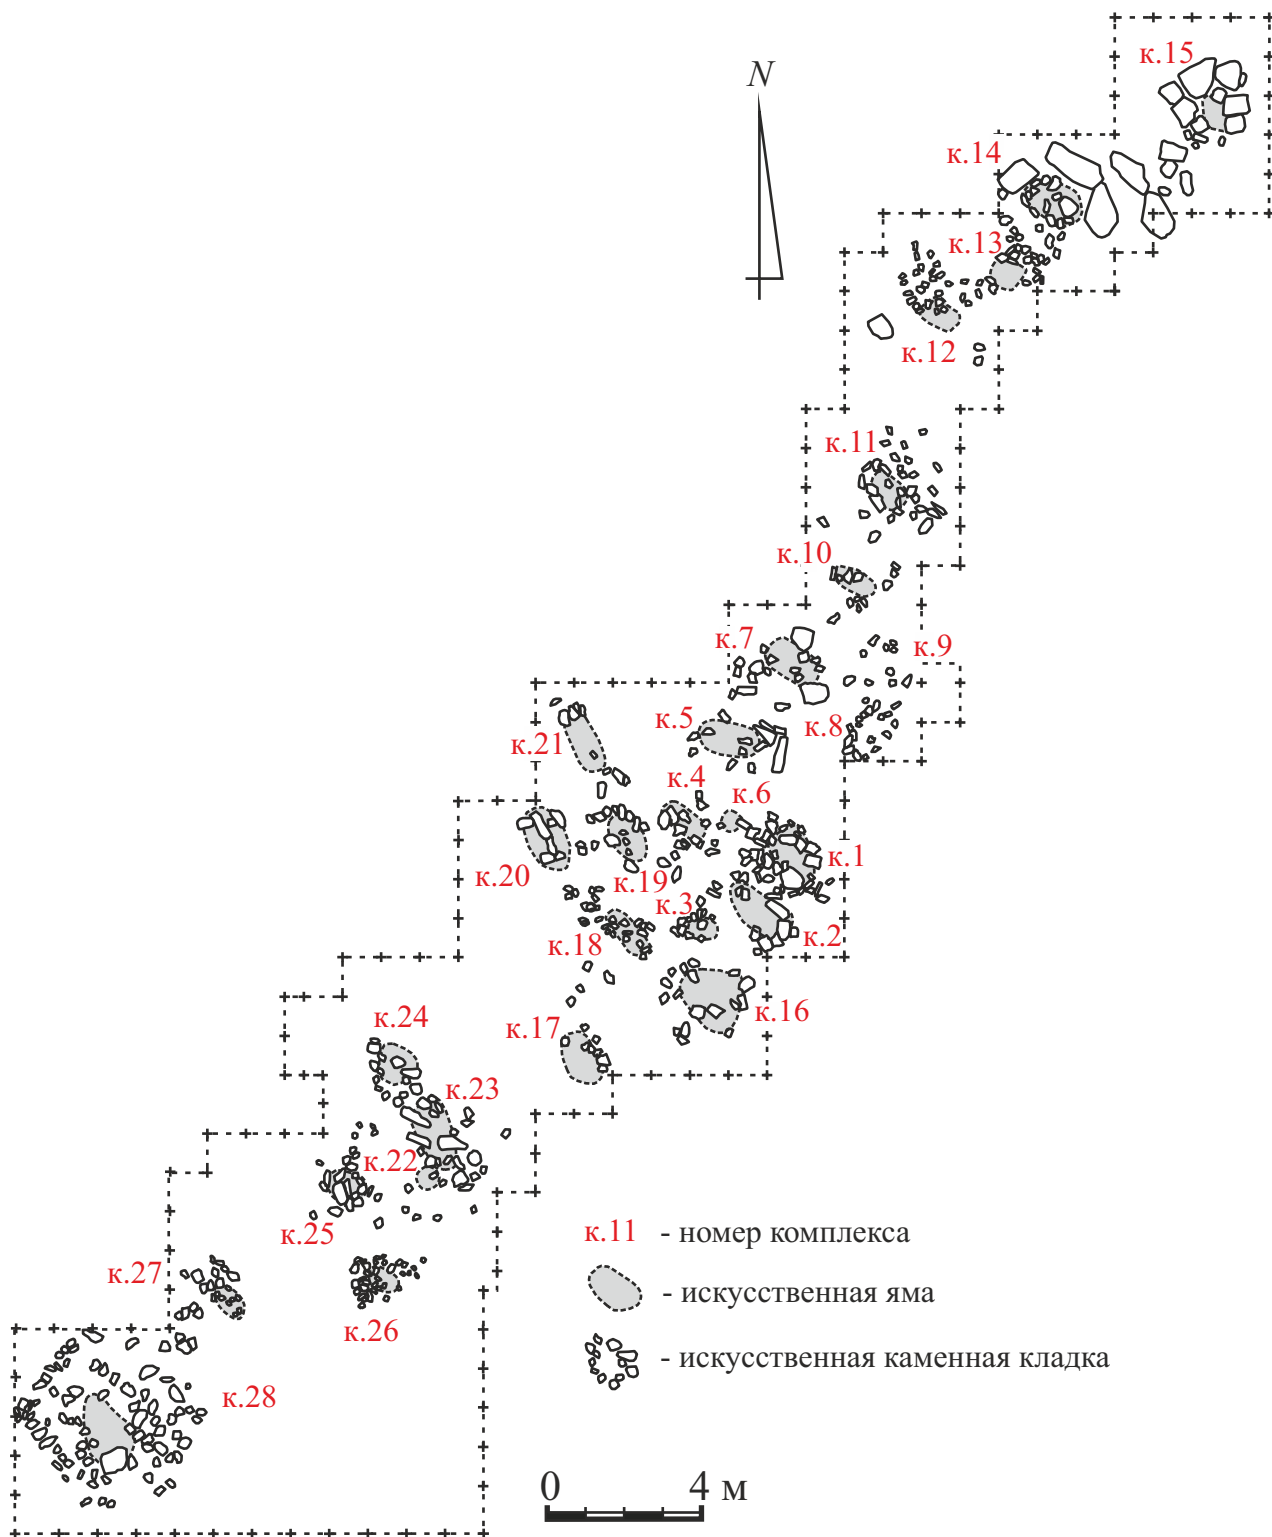 к.15
N
к.14
к.13
к.12
к.11
к.10
к.7
к.9
к.5
к.8
к.21
к.4
к.6
к.1
к.20
к.19
к.3
к.2
к.18
к.16
к.17
к.24
к.23
к.22
к.25
к.11 - номер комплекса
к.27
- искусственная яма
к.26
- искусственная каменная кладка
к.28
0 4 м